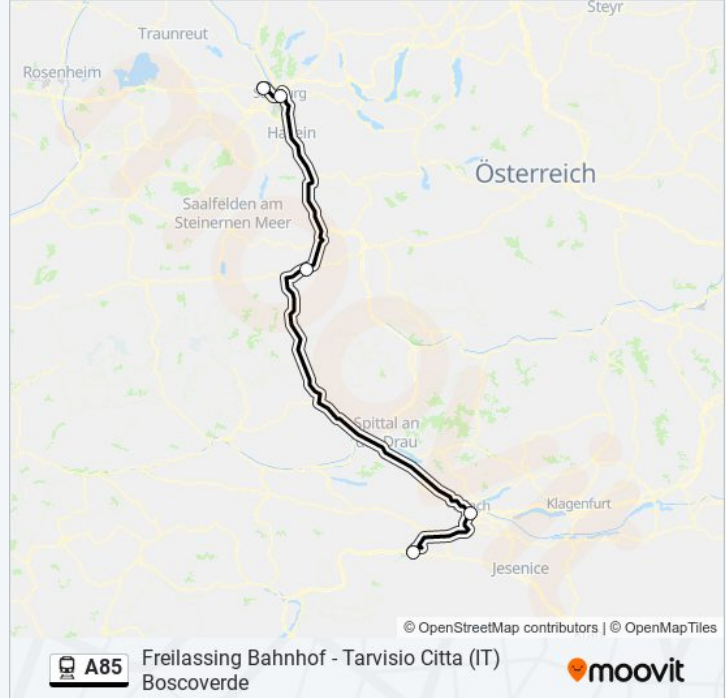 Steyr
Traunreut
Rosenheim
Österreich
Saalfelden am
Steinernen Meer
Spittal an
Drau
Klagenfurt
Jesenice
© OpenStreetMap contributors | © OpenMapTiles
A85
Freilassing Bahnhof - Tarvisio Citta (IT)
Boscoverde
moovit